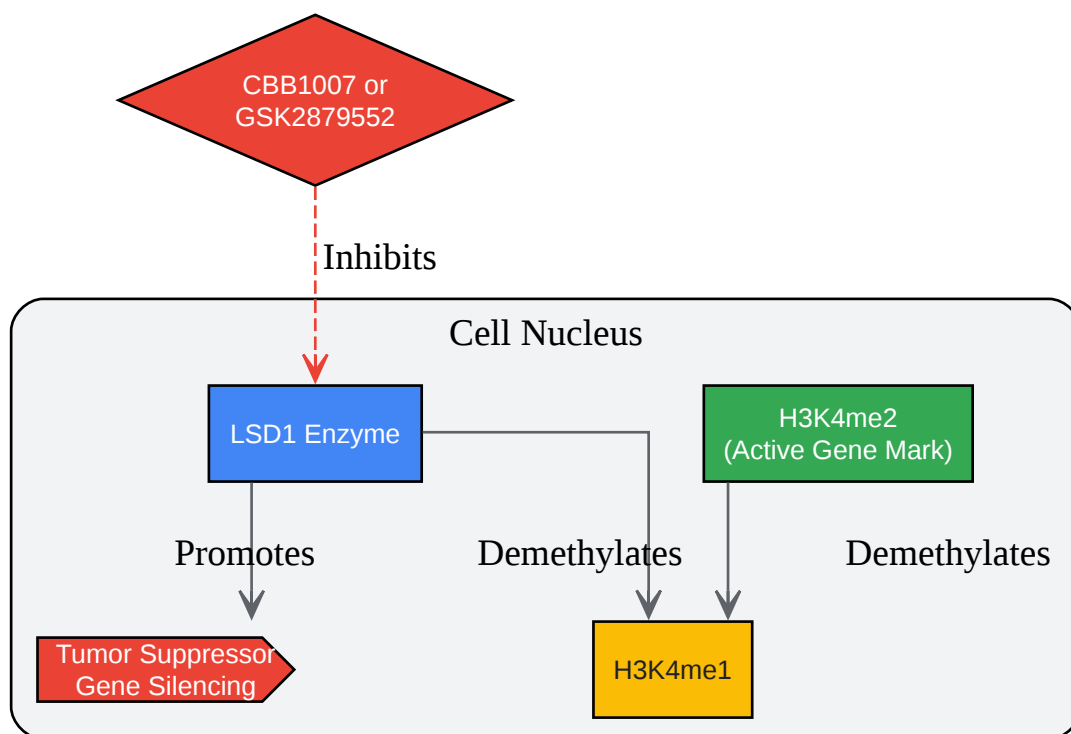 CBB1007 or
GSK2879552
Inhibits
Cell Nucleus
LSD1 Enzyme
H3K4me2
(Active Gene Mark)
Promotes
Demethylates
Demethylates
Tumor Suppressor
Gene Silencing
H3K4me1